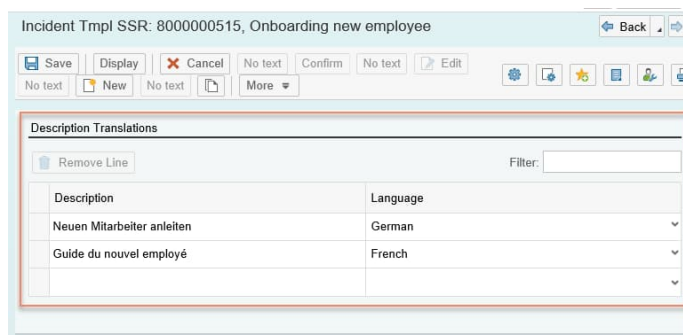 Incident Tmpl SSR: 8000000515, Onboarding new employee
Back
Save Display Cancel No text Confirm No text Edit
No text New No text More
Description Translations
Remove Line Filter:
Description Language
Neuen Mitarbeiter anleiten German
Guide du nouvel employé French